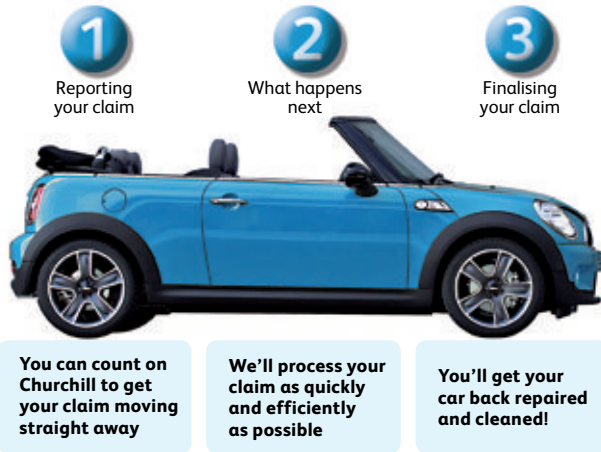 1
Reporting
your claim
2
What happens
next
3
Finalising
your claim
You can count on
Churchill to get
your claim moving
straight away
We'll process your
claim as quickly
and efficiently
as possible
You'll get your
car back repaired
and cleaned!